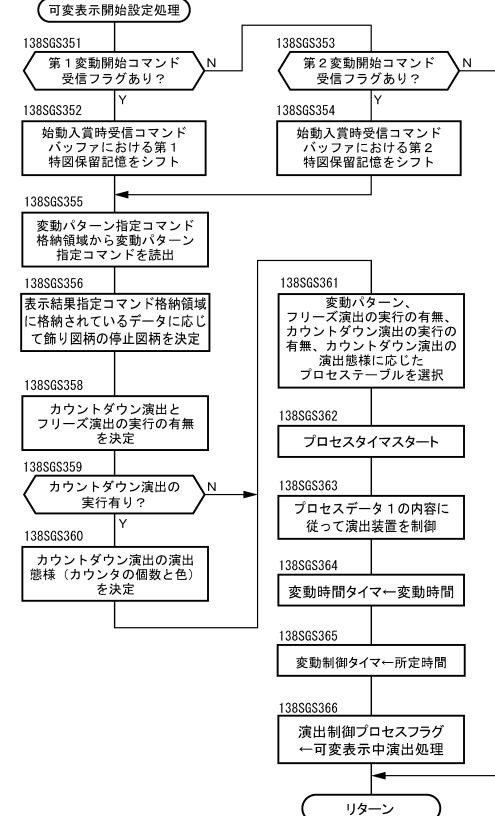 可変表示開始設定処理
138SGS351
第1変動開始コマンド
受信フラグあり?
N
Y
138SGS352
始動入賞時受信コマンド
バッファにおける第1
特図保留記憶をシフト
138SGS353
第2変動開始コマンド
受信フラグあり?
N
Y
138SGS354
始動入賞時受信コマンド
バッファにおける第2
特図保留記憶をシフト
138SGS355
変動パターン指定コマンド
格納領域から変動パターン
指定コマンドを読出
138SGS356
表示結果指定コマンド格納領域
に格納されているデータに応じ
て飾り図柄の停止図柄を決定
138SGS358
カウントダウン演出と
フリーズ演出の実行の有無
を決定
138SGS359
カウントダウン演出の
実行有り?
N
Y
138SGS360
カウントダウン演出の演出
態様(カウンタの個数と色)
を決定
138SGS361
変動パターン、
フリーズ演出の実行の有無、
カウントダウン演出の実行の
有無、カウントダウン演出の
演出態様に応じた
プロセステーブルを選択
138SGS362
プロセスタイマスタート
138SGS363
プロセスデータ1の内容に
従って演出装置を制御
138SGS364
変動時間タイマ←変動時間
138SGS365
変動制御タイマ←所定時間
138SGS366
演出制御プロセスフラグ
←可変表示中演出処理
リターン